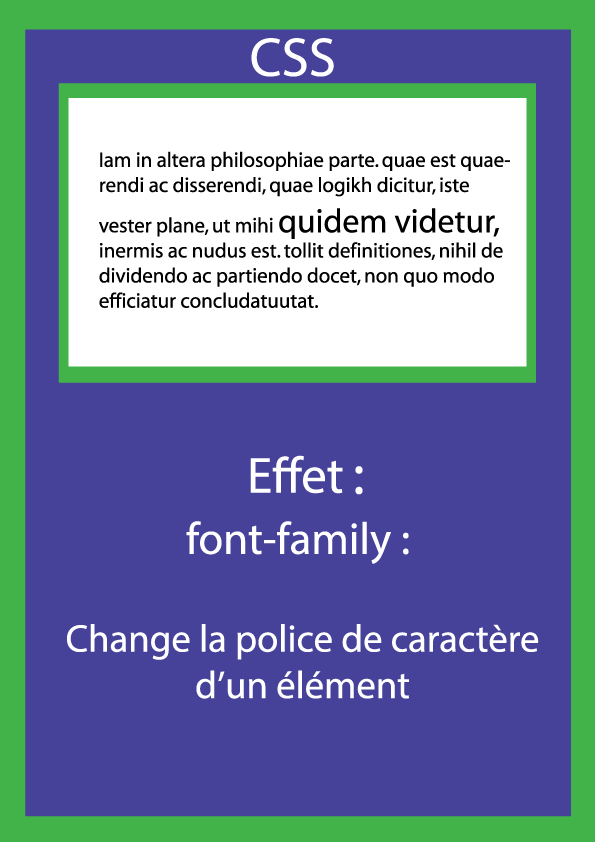 CSS
Iam in altera philosophiae parte. quae est quae-
rendi ac disserendi, quae logikh dicitur, iste
vester plane, ut mihi quidem videtur,
inermis ac nudus est. tollit definitiones, nihil de
dividendo ac partiendo docet, non quo modo
efficiatur concludatuutat.
Effet :
font-family :
Change la police de caractère
d’un élément